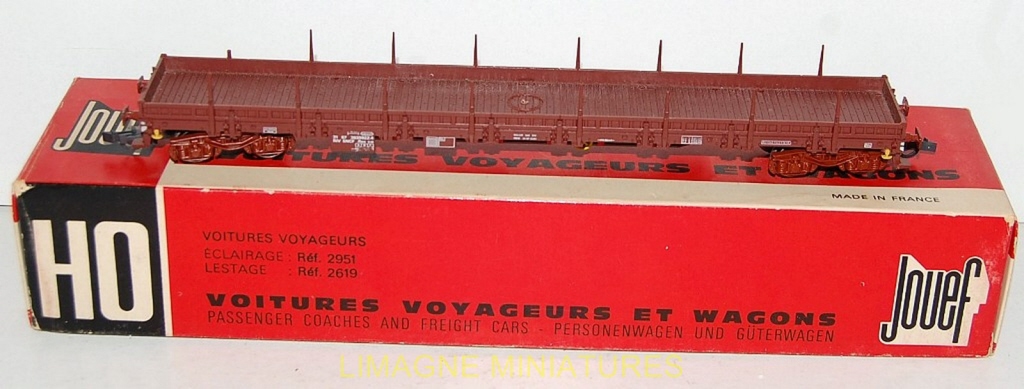 Jouef
VOITURES VOYAGEURS ET WAGONS
MADE IN FRANCE
HO
VOITURES VOYAGEURS
ÉCLAIRAGE : Réf. 2951
LESTAGE : Réf. 2619
VOITURES VOYAGEURS ET WAGONS
PASSENGER COACHES AND FREIGHT CARS - PERSONENWAGEN UND GÜTERWAGEN
Jouef
LIMAGNE MINIATURES